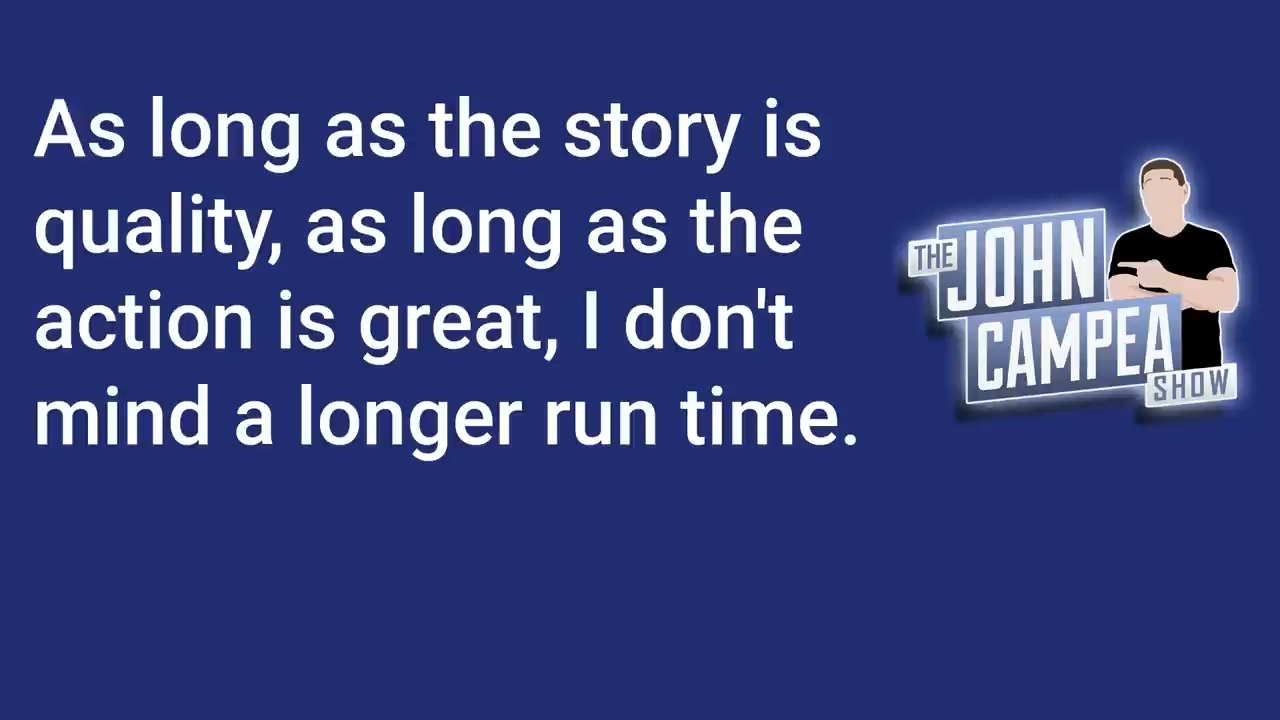 As long as the story is
quality, as long as the
action is great, I don't
mind a longer run time.
THE
JOHN
CAMPEA
SHOW